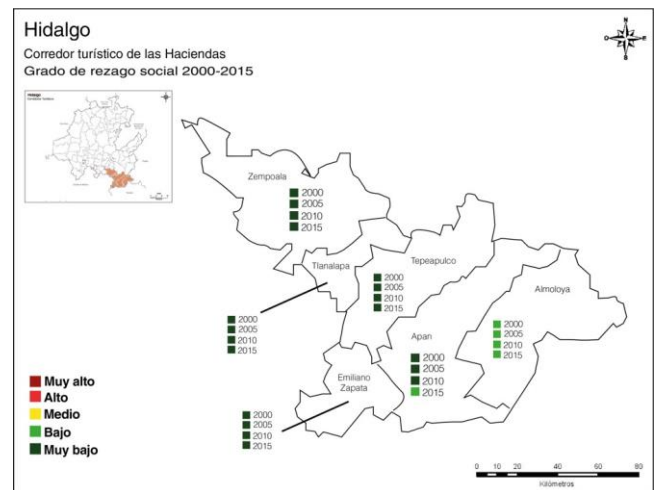 Hidalgo
Corredor turístico de las Haciendas
Grado de rezago social 2000-2015
N
O
E
S
Hidalgo
Zempoala
2000
2005
2010
2015
Tlanalapa
2000
2005
2010
2015
Tepeapulco
2000
2005
2010
2015
Almoloya
2000
2005
2010
2015
Apan
2000
2005
2010
2015
Emiliano
Zapata
2000
2005
2010
2015
Muy alto
Alto
Medio
Bajo
Muy bajo
0 10 20 40 60 80
Kilómetros